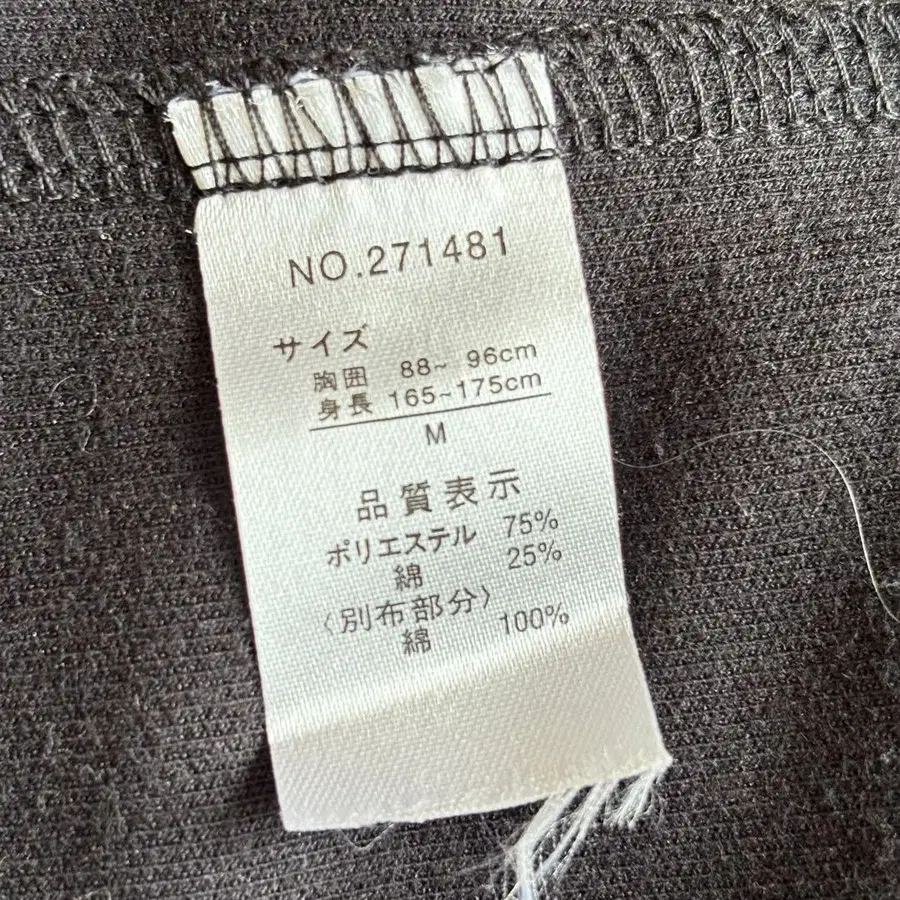 NO.271481
サイズ
胸囲 88~ 96cm
身長 165~175cm
M
品質表示
ポリエステル 75%
綿 25%
〈別布部分〉
綿 100%